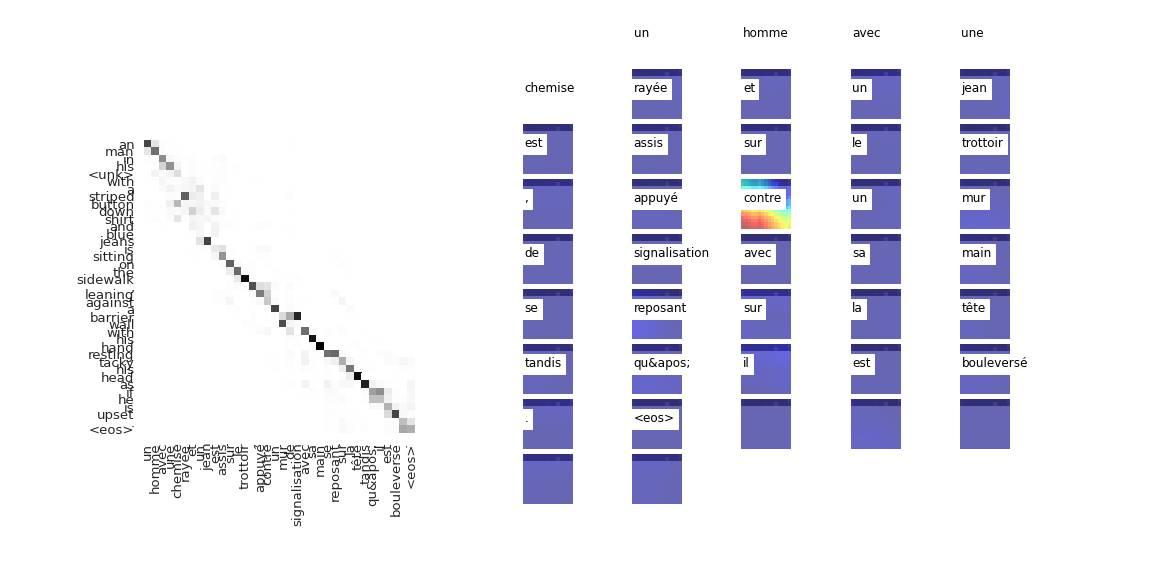 un homme avec une
chemise rayée et un jean
est assis sur le trottoir
, appuyé contre un mur
de signalisation avec sa main
se reposant sur la tête
tandis qu&apos; il est bouleversé
. <eos>
an
man
in
his
<unk>
with
a
striped
button
down
shirt
and
blue
jeans
is
sitting
on
the
sidewalk
,
leaning
against
a
barrier
wall
with
his
hand
resting
tacky
his
head
as
if
he
is
upset
.
<eos>
un
homme
avec
une
chemise
rayée
et
un
jean
est
assis
sur
le
trottoir
,
appuyé
contre
un
mur
de
signalisation
avec
sa
main
se
reposant
sur
la
tête
tandis
qu&apos;
il
est
bouleversé
.
<eos>